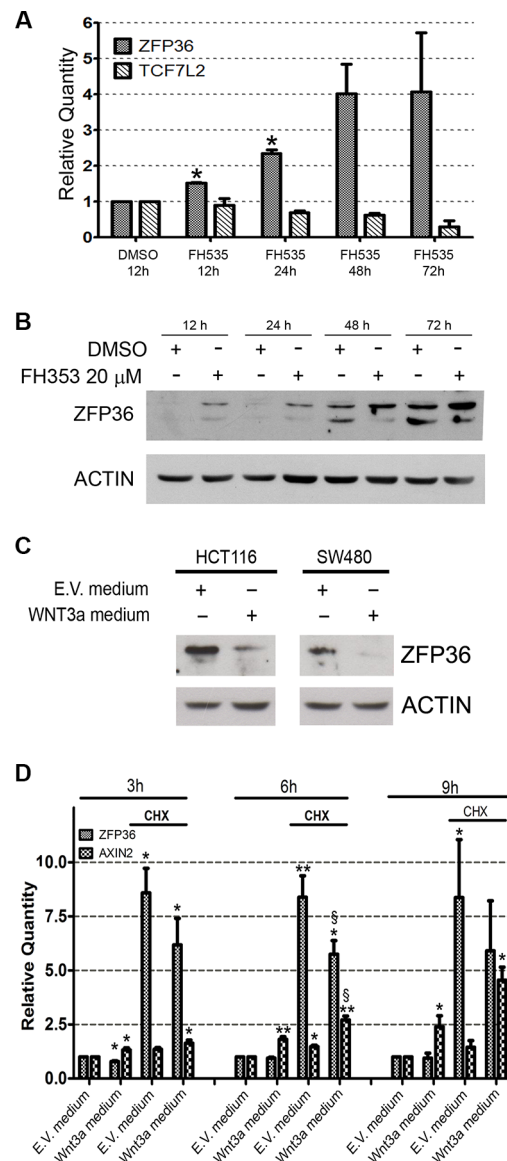 A
Relative Quantity
6
5
4
3
2
1
0
ZFP36
TCF7L2
*
*
DMSO 12h
FH535 12h
FH535 24h
FH535 48h
FH535 72h
B
12 h 24 h 48 h 72 h
DMSO + - + - + - + -
FH353 20 μM - + - + - + - +
ZFP36
ACTIN
C
HCT116 SW480
E.V. medium + - + -
WNT3a medium - + - +
ZFP36
ACTIN
D
3h 6h 9h
CHX CHX CHX
ZFP36
AXIN2
Relative Quantity
10.0
7.5
5.0
2.5
0.0
* * * * *
** ** * § * § **
* * *
E.V. medium Wnt3a medium E.V. medium Wnt3a medium E.V. medium Wnt3a medium E.V. medium Wnt3a medium E.V. medium Wnt3a medium E.V. medium Wnt3a medium